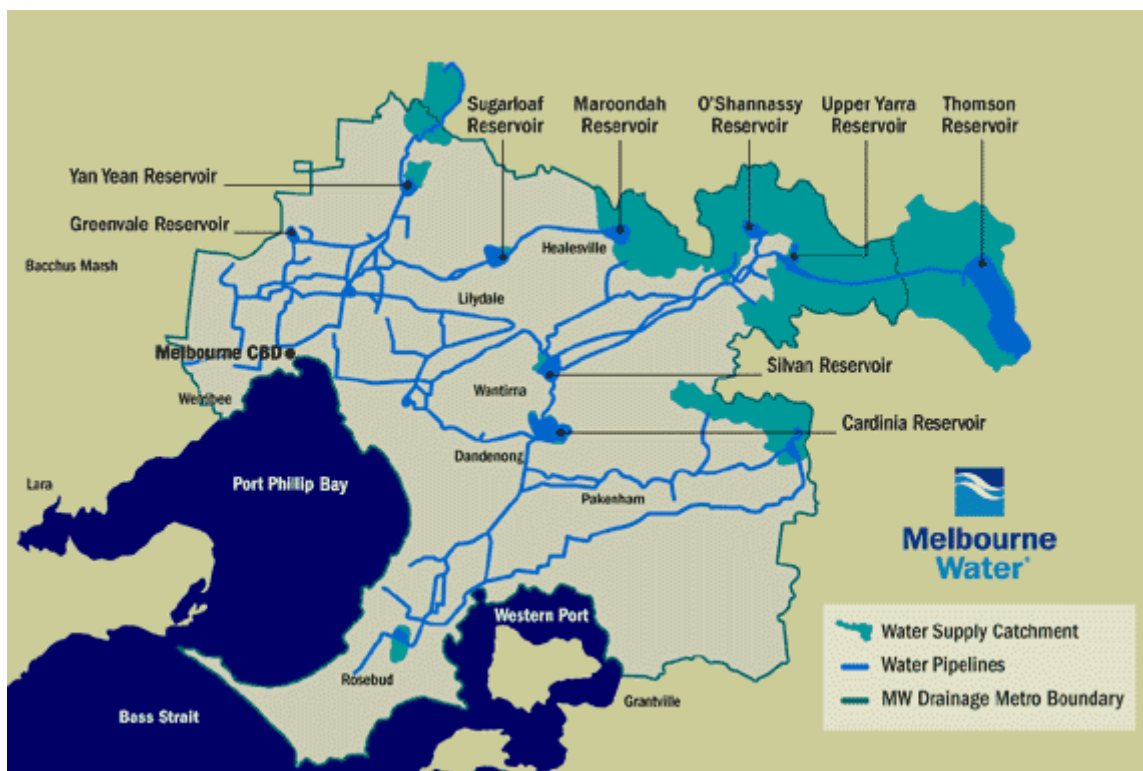 Sugarloaf
Reservoir
Maroondah
Reservoir
O'Shannassy
Reservoir
Upper Yarra
Reservoir
Thomson
Reservoir
Yan Yean Reservoir
Greenvale Reservoir
Bacchus Marsh
Healesville
Lilydale
Melbourne CBD
Silvan Reservoir
Wantirna
Werribee
Cardinia Reservoir
Dandenong
Lara
Port Phillip Bay
Pakenham
Melbourne
Water
Western Port
Water Supply Catchment
Water Pipelines
MW Drainage Metro Boundary
Rosebud
Grantville
Bass Strait